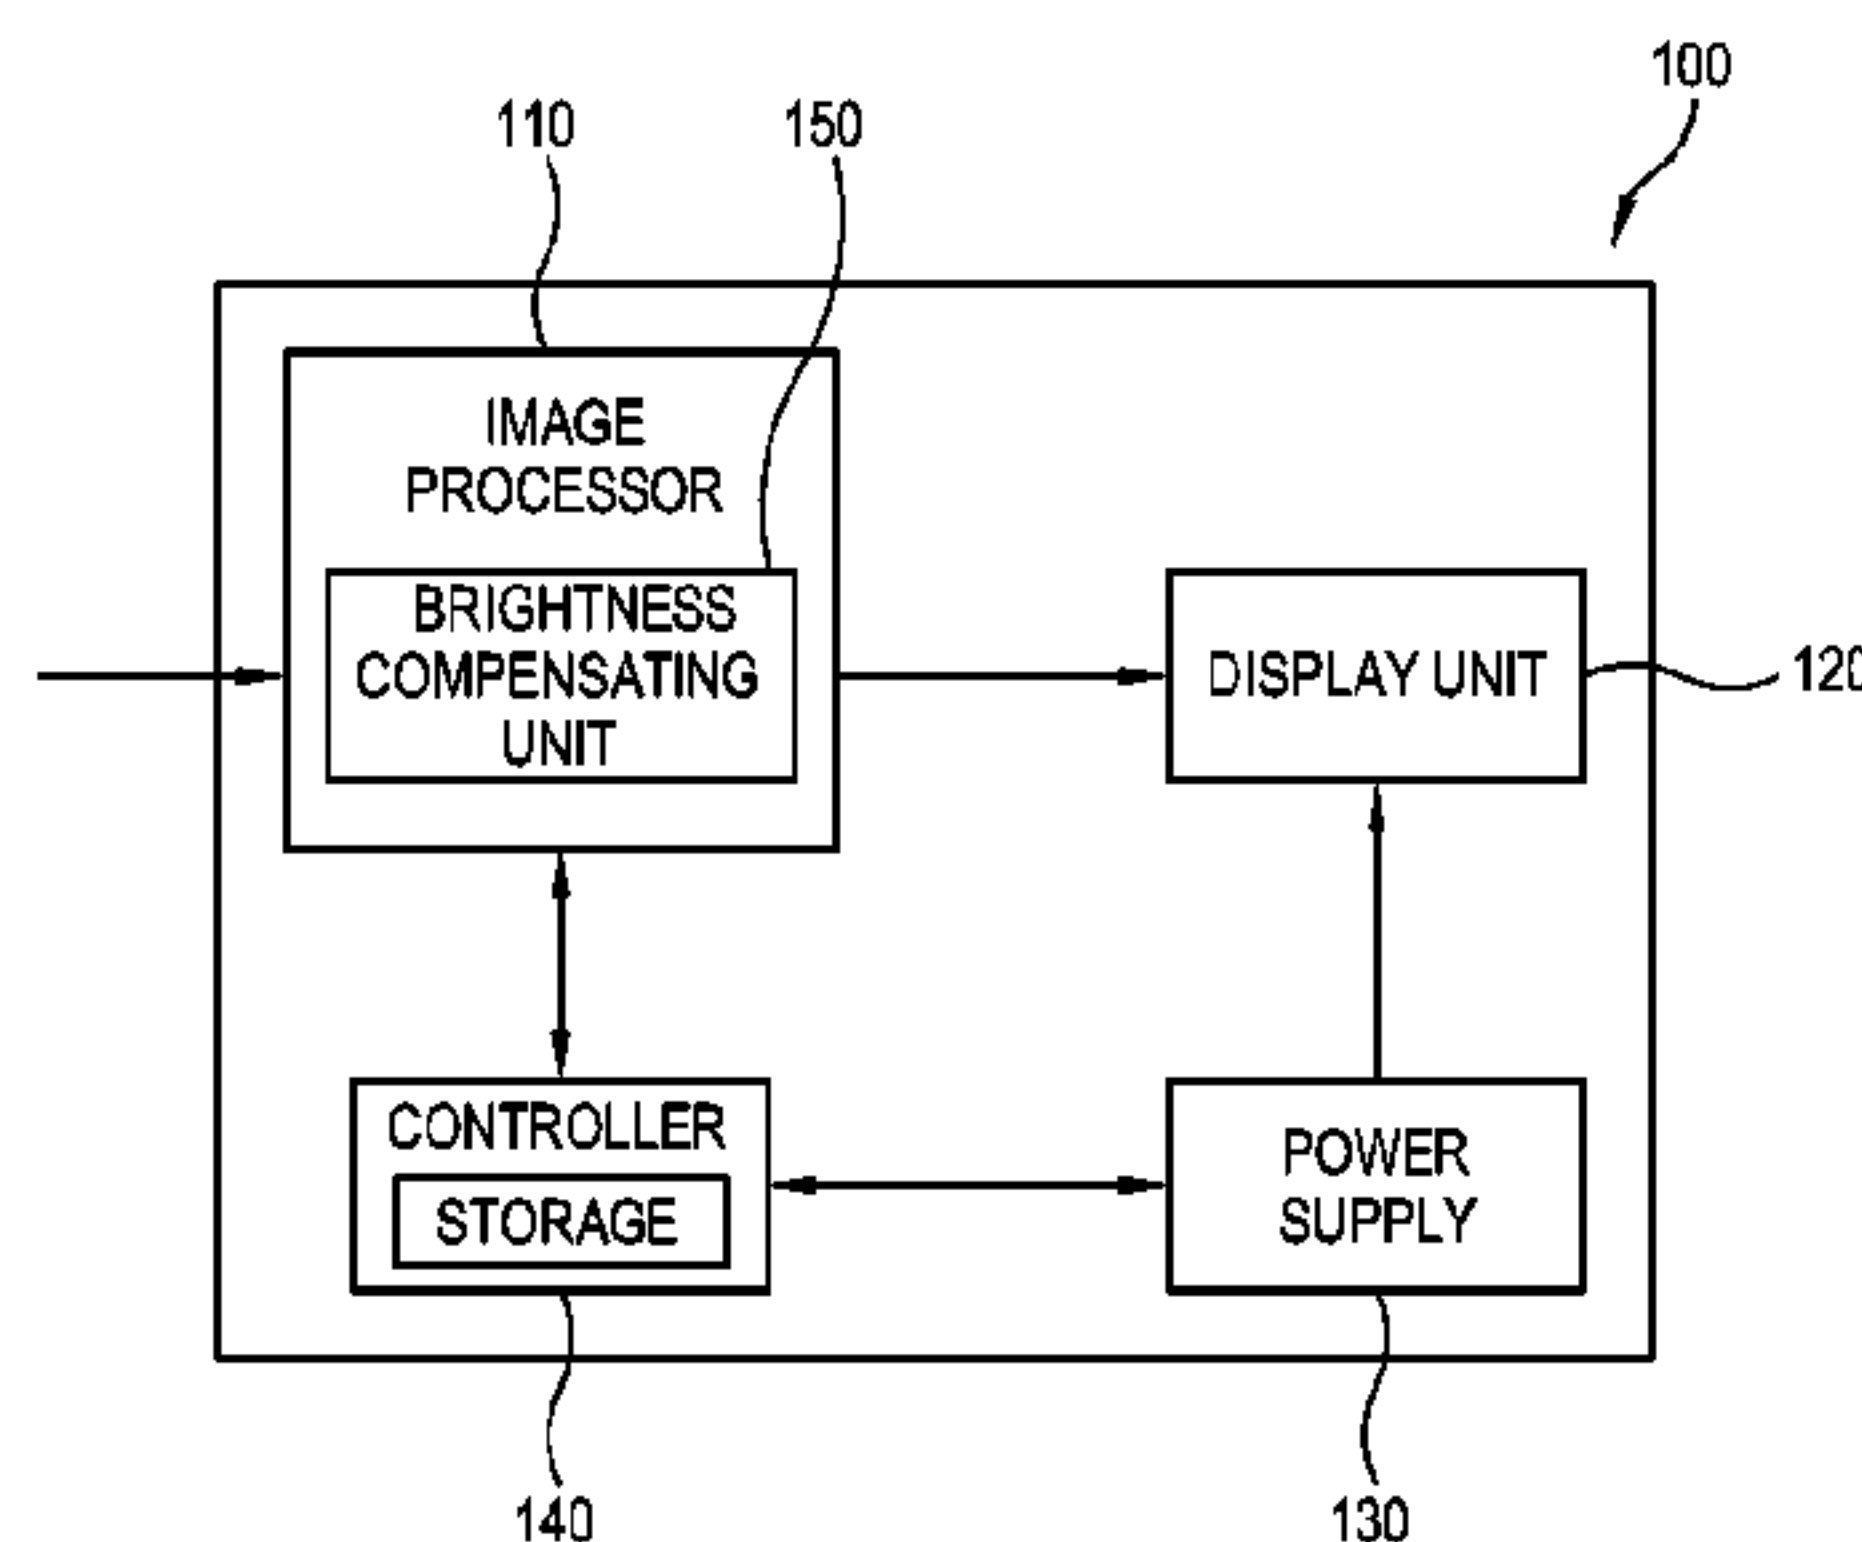 100
110
150
IMAGE
PROCESSOR
BRIGHTNESS
COMPENSATING
UNIT
DISPLAY UNIT
120
CONTROLLER
STORAGE
POWER
SUPPLY
140
130